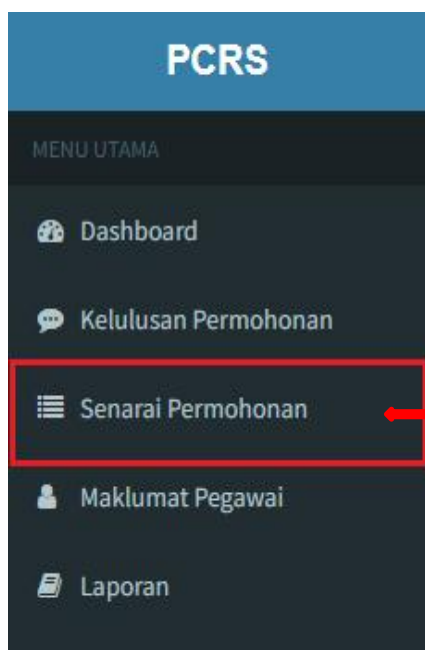 PCRS
MENU UTAMA
Dashboard
Kelulusan Permohonan
Senarai Permohonan
Maklumat Pegawai
Laporan